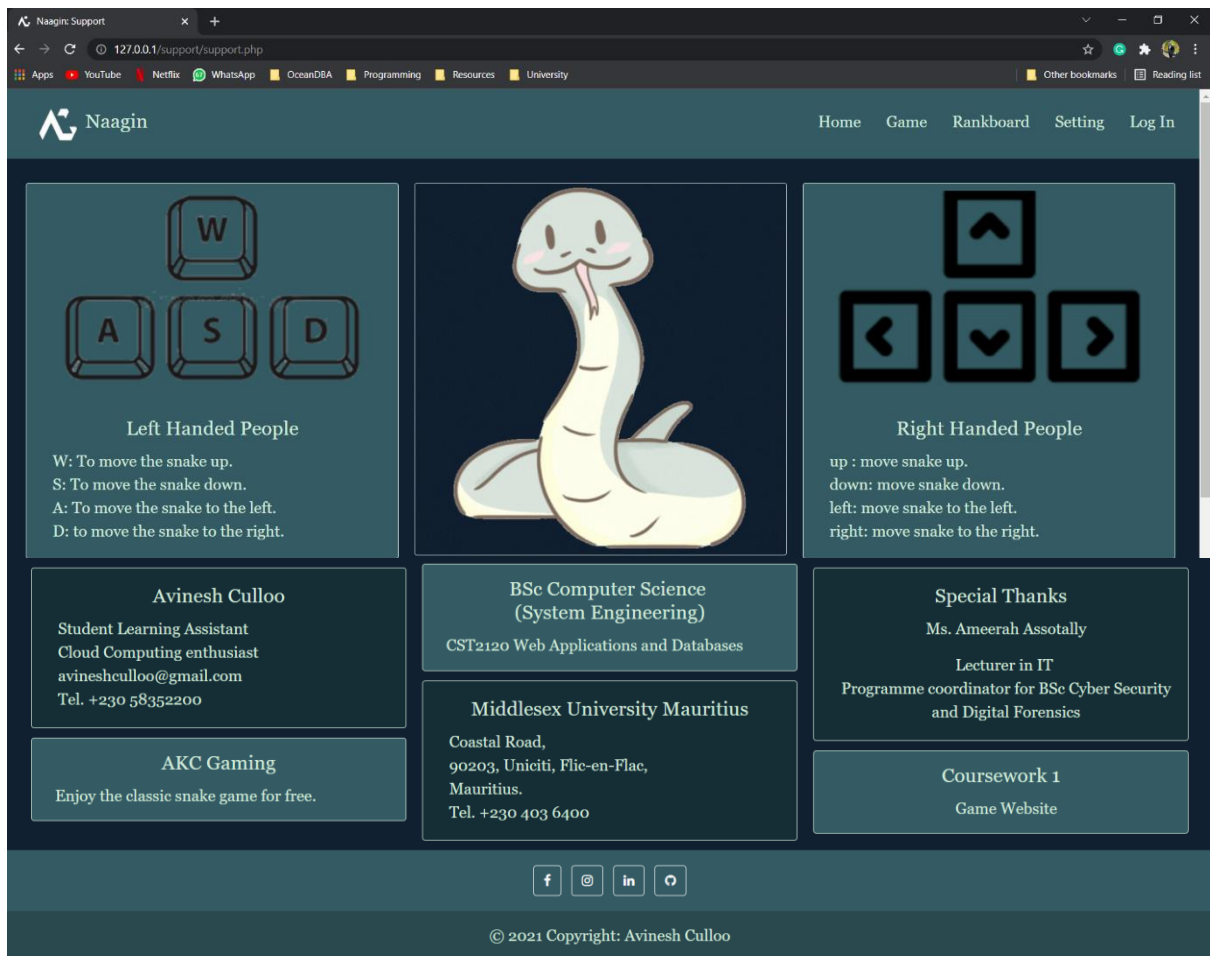 Naagin: Support
127.0.0.1/support/support.php
Apps YouTube Netflix WhatsApp OceanDBA Programming Resources University Other bookmarks Reading list
Naagin Home Game Rankboard Setting Log In
W
A S D
Left Handed People
W: To move the snake up.
S: To move the snake down.
A: To move the snake to the left.
D: to move the snake to the right.
Right Handed People
up : move snake up.
down: move snake down.
left: move snake to the left.
right: move snake to the right.
Avinesh Culloo
Student Learning Assistant
Cloud Computing enthusiast
avineshculloo@gmail.com
Tel. +230 58352200
AKC Gaming
Enjoy the classic snake game for free.
BSc Computer Science
(System Engineering)
CST2120 Web Applications and Databases
Middlesex University Mauritius
Coastal Road,
90203, Uniciti, Flic-en-Flac,
Mauritius.
Tel. +230 403 6400
Special Thanks
Ms. Ameerah Assotally
Lecturer in IT
Programme coordinator for BSc Cyber Security
and Digital Forensics
Coursework 1
Game Website
© 2021 Copyright: Avinesh Culloo